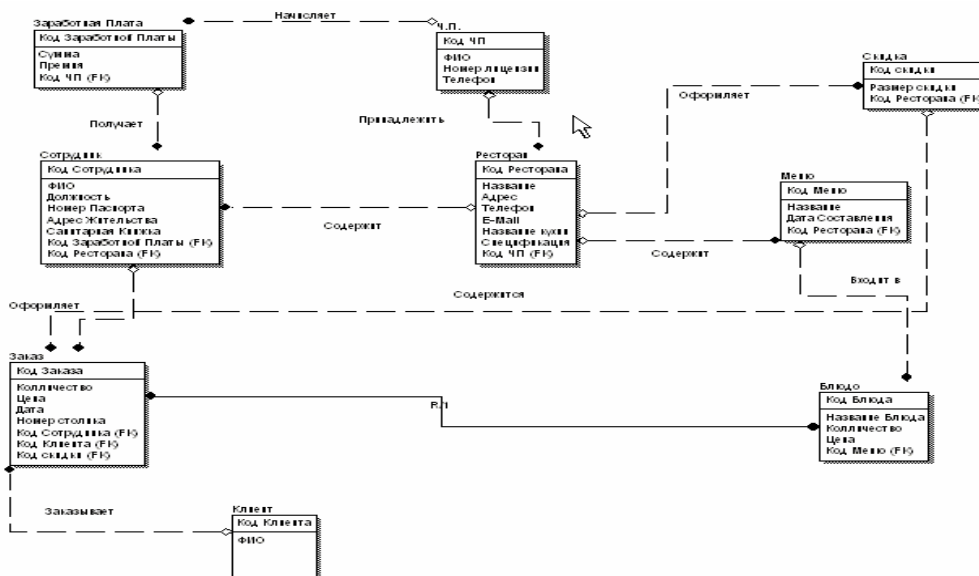 Заработная Плата
Код Заработной Платы
Сумма
Премия
Код ЧП (FK)
Начисляет
Ч.П.
Код ЧП
ФИО
Номер лицензии
Телефон
Скидка
Код скидки
Размер скидки
Код Ресторана (FK)
Оформляет
Получает
Принадлежить
Сотрудник
Код Сотрудника
ФИО
Должность
Номер Паспорта
Адрес Жительства
Санитарная Книжка
Код Заработной Платы (FK)
Код Ресторана (FK)
Содержит
Ресторан
Код Ресторана
Название
Адрес
Телефон
E-Mail
Название кухни
Спецификация
Код ЧП (FK)
Меню
Код Меню
Название
Дата Составления
Код Ресторана (FK)
Содержит
Входит в
Содержится
Оформляет
Заказ
Код Заказа
Колличество
Цена
Дата
Номер столика
Код Сотрудника (FK)
Код Клиента (FK)
Код скидки (FK)
Блюдо
Код Блюда
Название Блюда
Колличество
Цена
Код Меню (FK)
Заказывает
Клиент
Код Клиента
ФИО